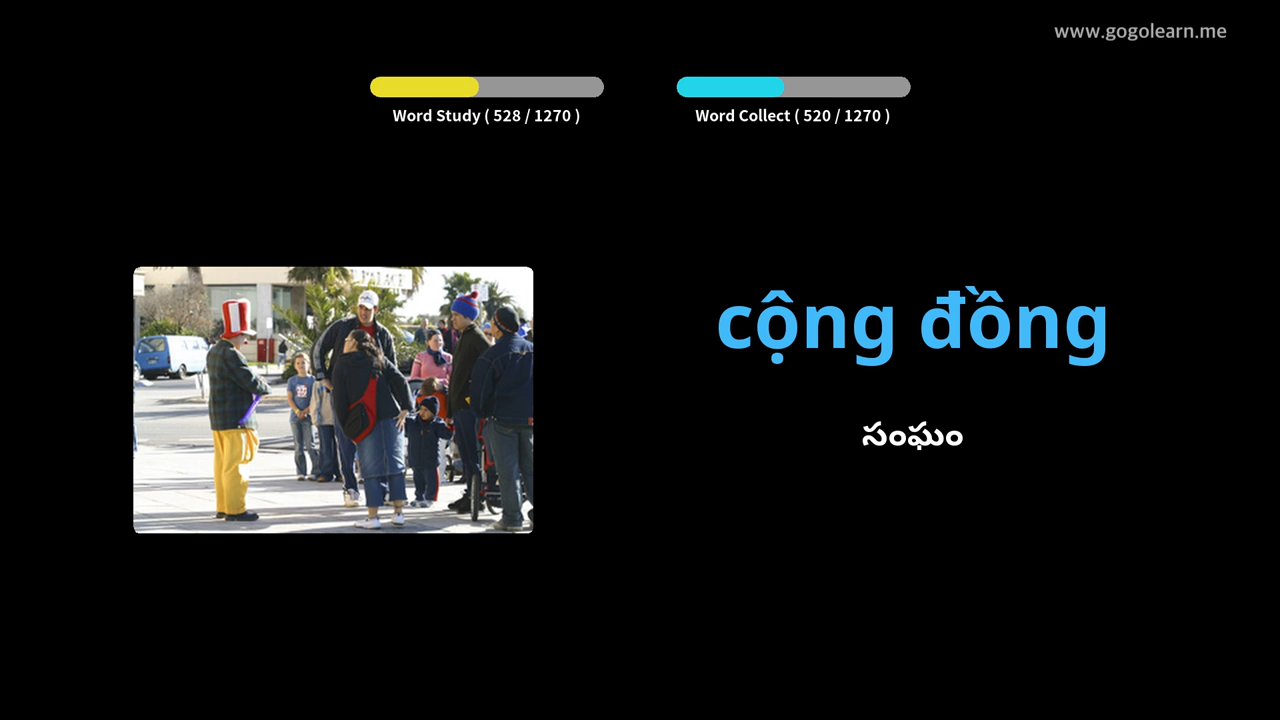 www.gogolearn.me
Word Study ( 528 / 1270 )
Word Collect ( 520 / 1270 )
cộng đồng
సంఘం